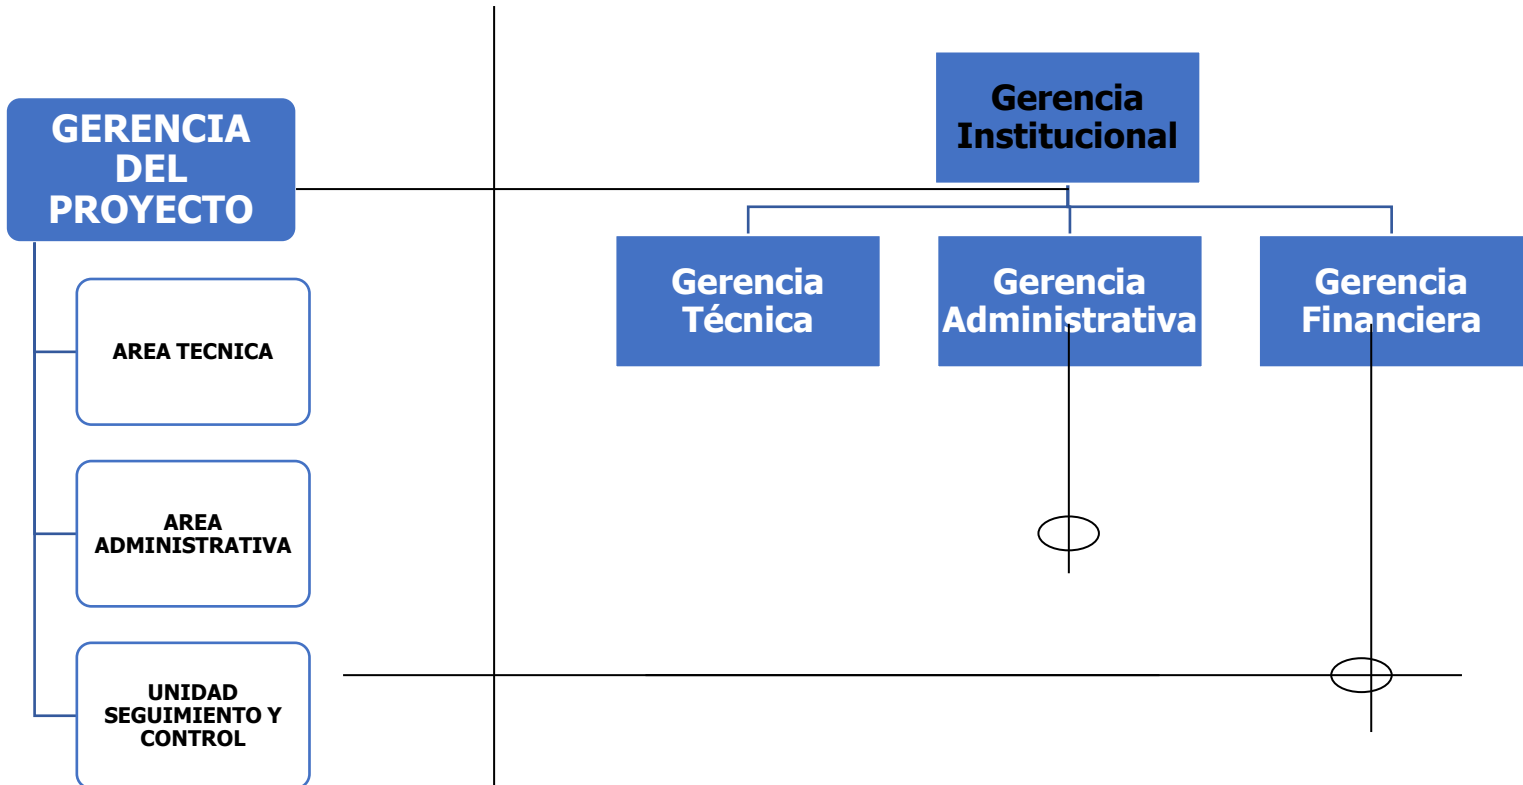 GERENCIA
DEL
PROYECTO
AREA TECNICA
AREA
ADMINISTRATIVA
UNIDAD
SEGUIMIENTO Y
CONTROL
Gerencia
Institucional
Gerencia
Técnica
Gerencia
Administrativa
Gerencia
Financiera